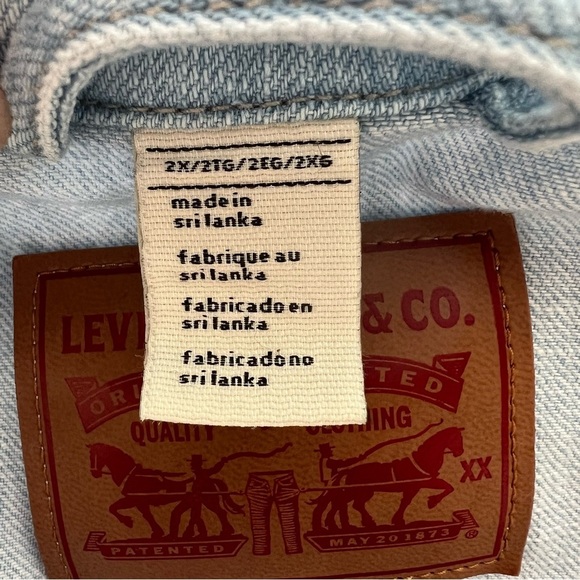 2X/2TG/2EG/2XG
made in
sri lanka
fabrique au
sri lanka
fabricado en
sri lanka
fabricado no
sri lanka
& CO.
QUALITY CLOTHING
XX
PATENTED
MAY 20 1873